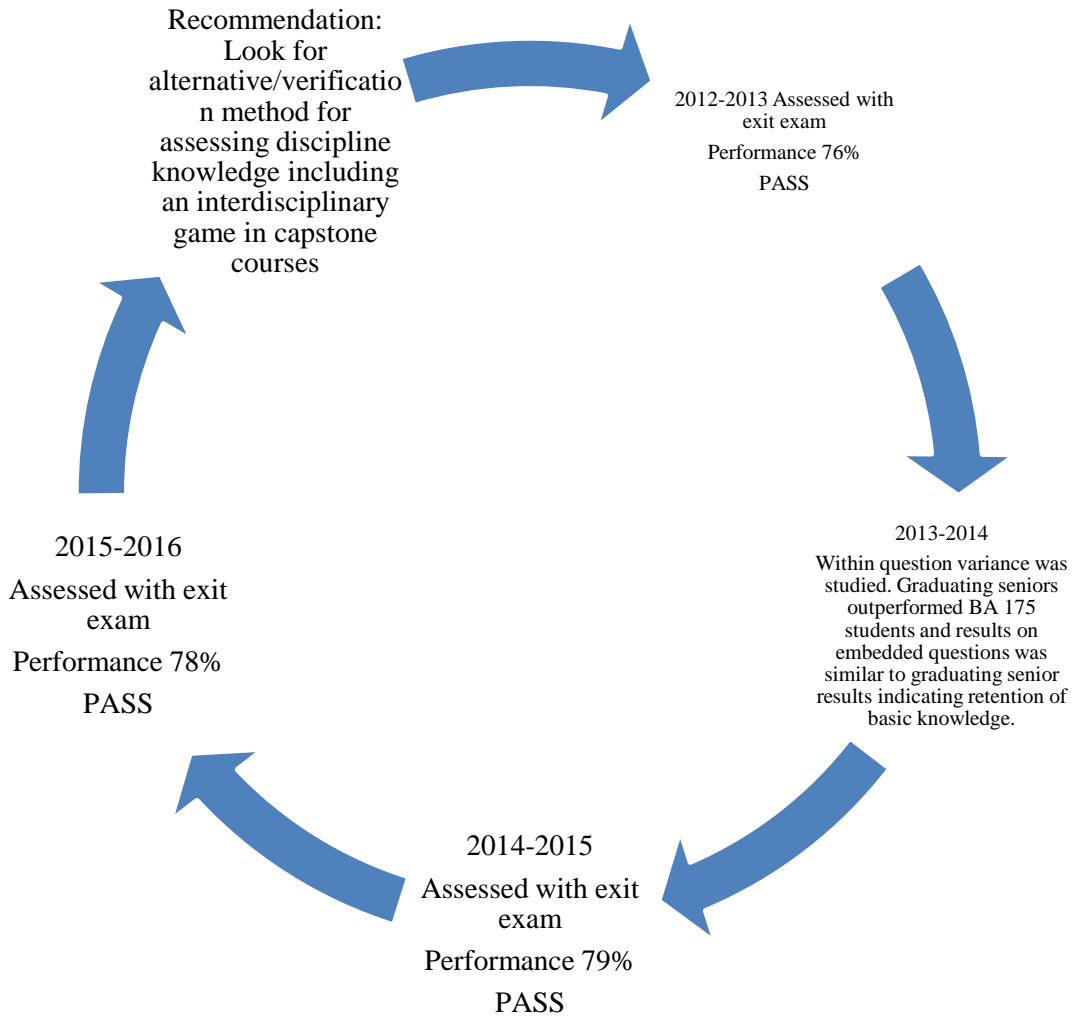 Recommendation:
Look for
alternative/verificatio
n method for
assessing discipline
knowledge including
an interdisciplinary
game in capstone
courses
2012-2013 Assessed with
exit exam
Performance 76%
PASS
2013-2014
Within question variance was
studied. Graduating seniors
outperformed BA 175
students and results on
embedded questions was
similar to graduating senior
results indicating retention of
basic knowledge.
2014-2015
Assessed with exit
exam
Performance 79%
PASS
2015-2016
Assessed with exit
exam
Performance 78%
PASS